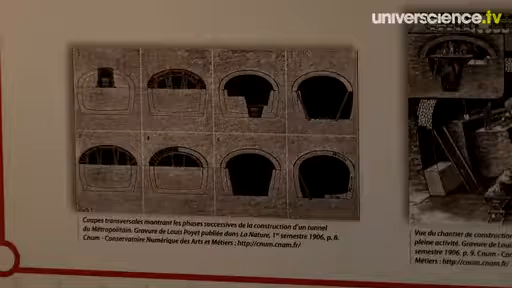 universcience.tv
Coupes transversales montrant les phases successives de la construction d'un tunnel
du Métropolitain. Gravure de Louis Poyet publiée dans La Nature, 1er semestre 1906, p. 8.
Cnum - Conservatoire Numérique des Arts et Métiers : http://cnum.cnam.fr/
Vue du chantier de construction
pleine activité. Gravure de Lou
semestre 1906, p. 9. Cnum - Con
Métiers : http://cnum.cnam.fr/